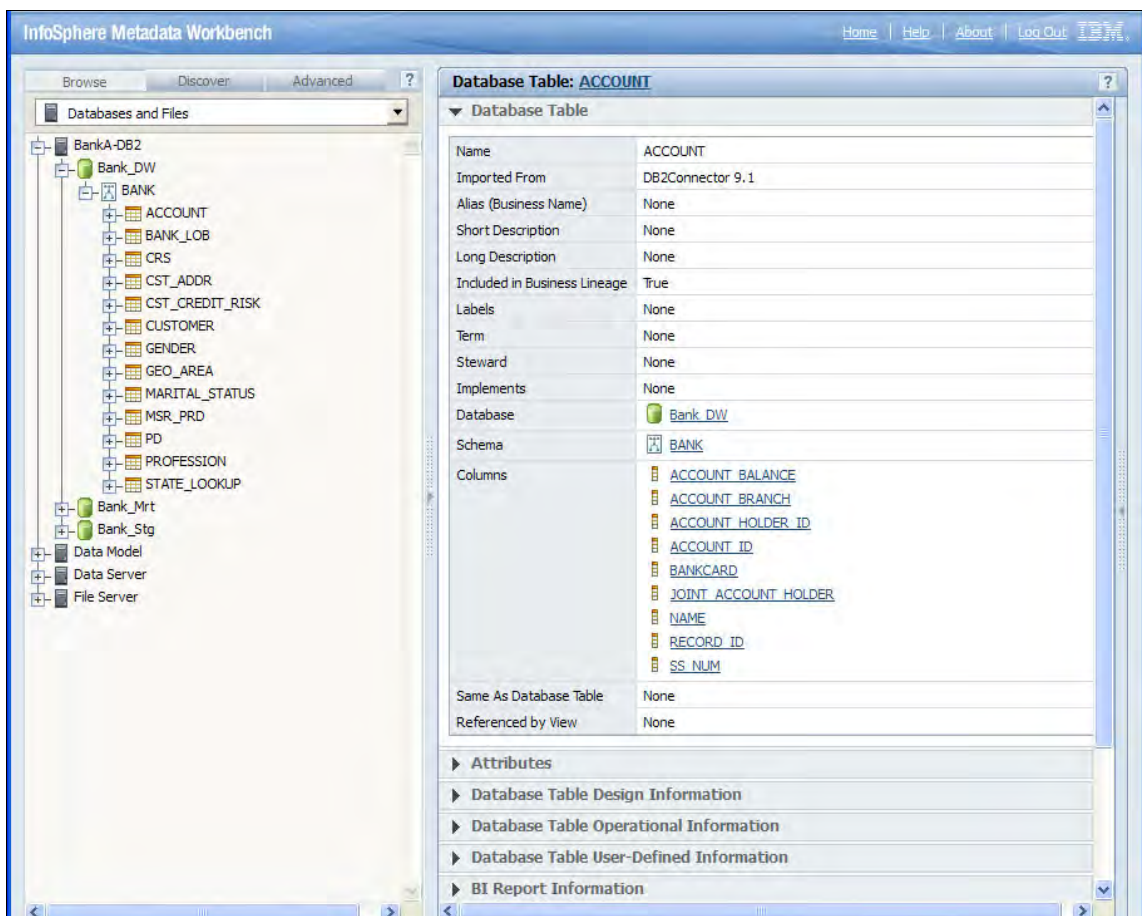 InfoSphere Metadata Workbench
Home | Help | About | Log Out IBM
Browse Discover Advanced ?
Databases and Files
BankA-DB2
Bank_DW
BANK
ACCOUNT
BANK_LOB
CRS
CST_ADDR
CST_CREDIT_RISK
CUSTOMER
GENDER
GEO_AREA
MARITAL_STATUS
MSR_PRD
PD
PROFESSION
STATE_LOOKUP
Bank_Mrt
Bank_Stg
Data Model
Data Server
File Server
Database Table: ACCOUNT ?
Database Table
Name ACCOUNT
Imported From DB2Connector 9.1
Alias (Business Name) None
Short Description None
Long Description None
Included in Business Lineage True
Labels None
Term None
Steward None
Implements None
Database Bank_DW
Schema BANK
Columns ACCOUNT_BALANCE
ACCOUNT_BRANCH
ACCOUNT_HOLDER_ID
ACCOUNT_ID
BANKCARD
JOINT_ACCOUNT_HOLDER
NAME
RECORD_ID
SS_NUM
Same As Database Table None
Referenced by View None
Attributes
Database Table Design Information
Database Table Operational Information
Database Table User-Defined Information
BI Report Information